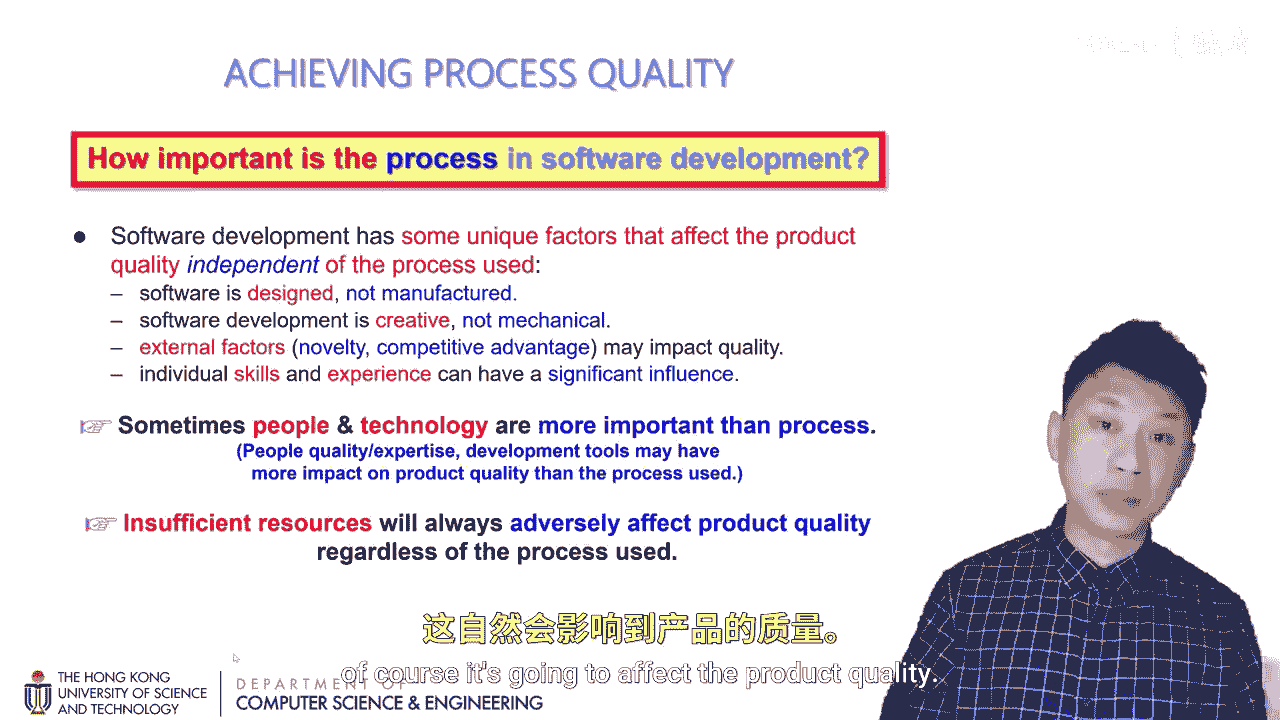 ACHIEVING PROCESS QUALITY
How important is the process in software development?
● Software development has some unique factors that affect the product
quality independent of the process used:
– software is designed, not manufactured.
– software development is creative, not mechanical.
– external factors (novelty, competitive advantage) may impact quality.
– individual skills and experience can have a significant influence.
☞ Sometimes people & technology are more important than process.
(People quality/expertise, development tools may have
more impact on product quality than the process used.)
☞ Insufficient resources will always adversely affect product quality
regardless of the process used.
这自然会影响到产品的质量。
of course it's going to affect the product quality.
THE HONG KONG
UNIVERSITY OF SCIENCE
AND TECHNOLOGY
DEPARTMENT OF
COMPUTER SCIENCE & ENGINEERING